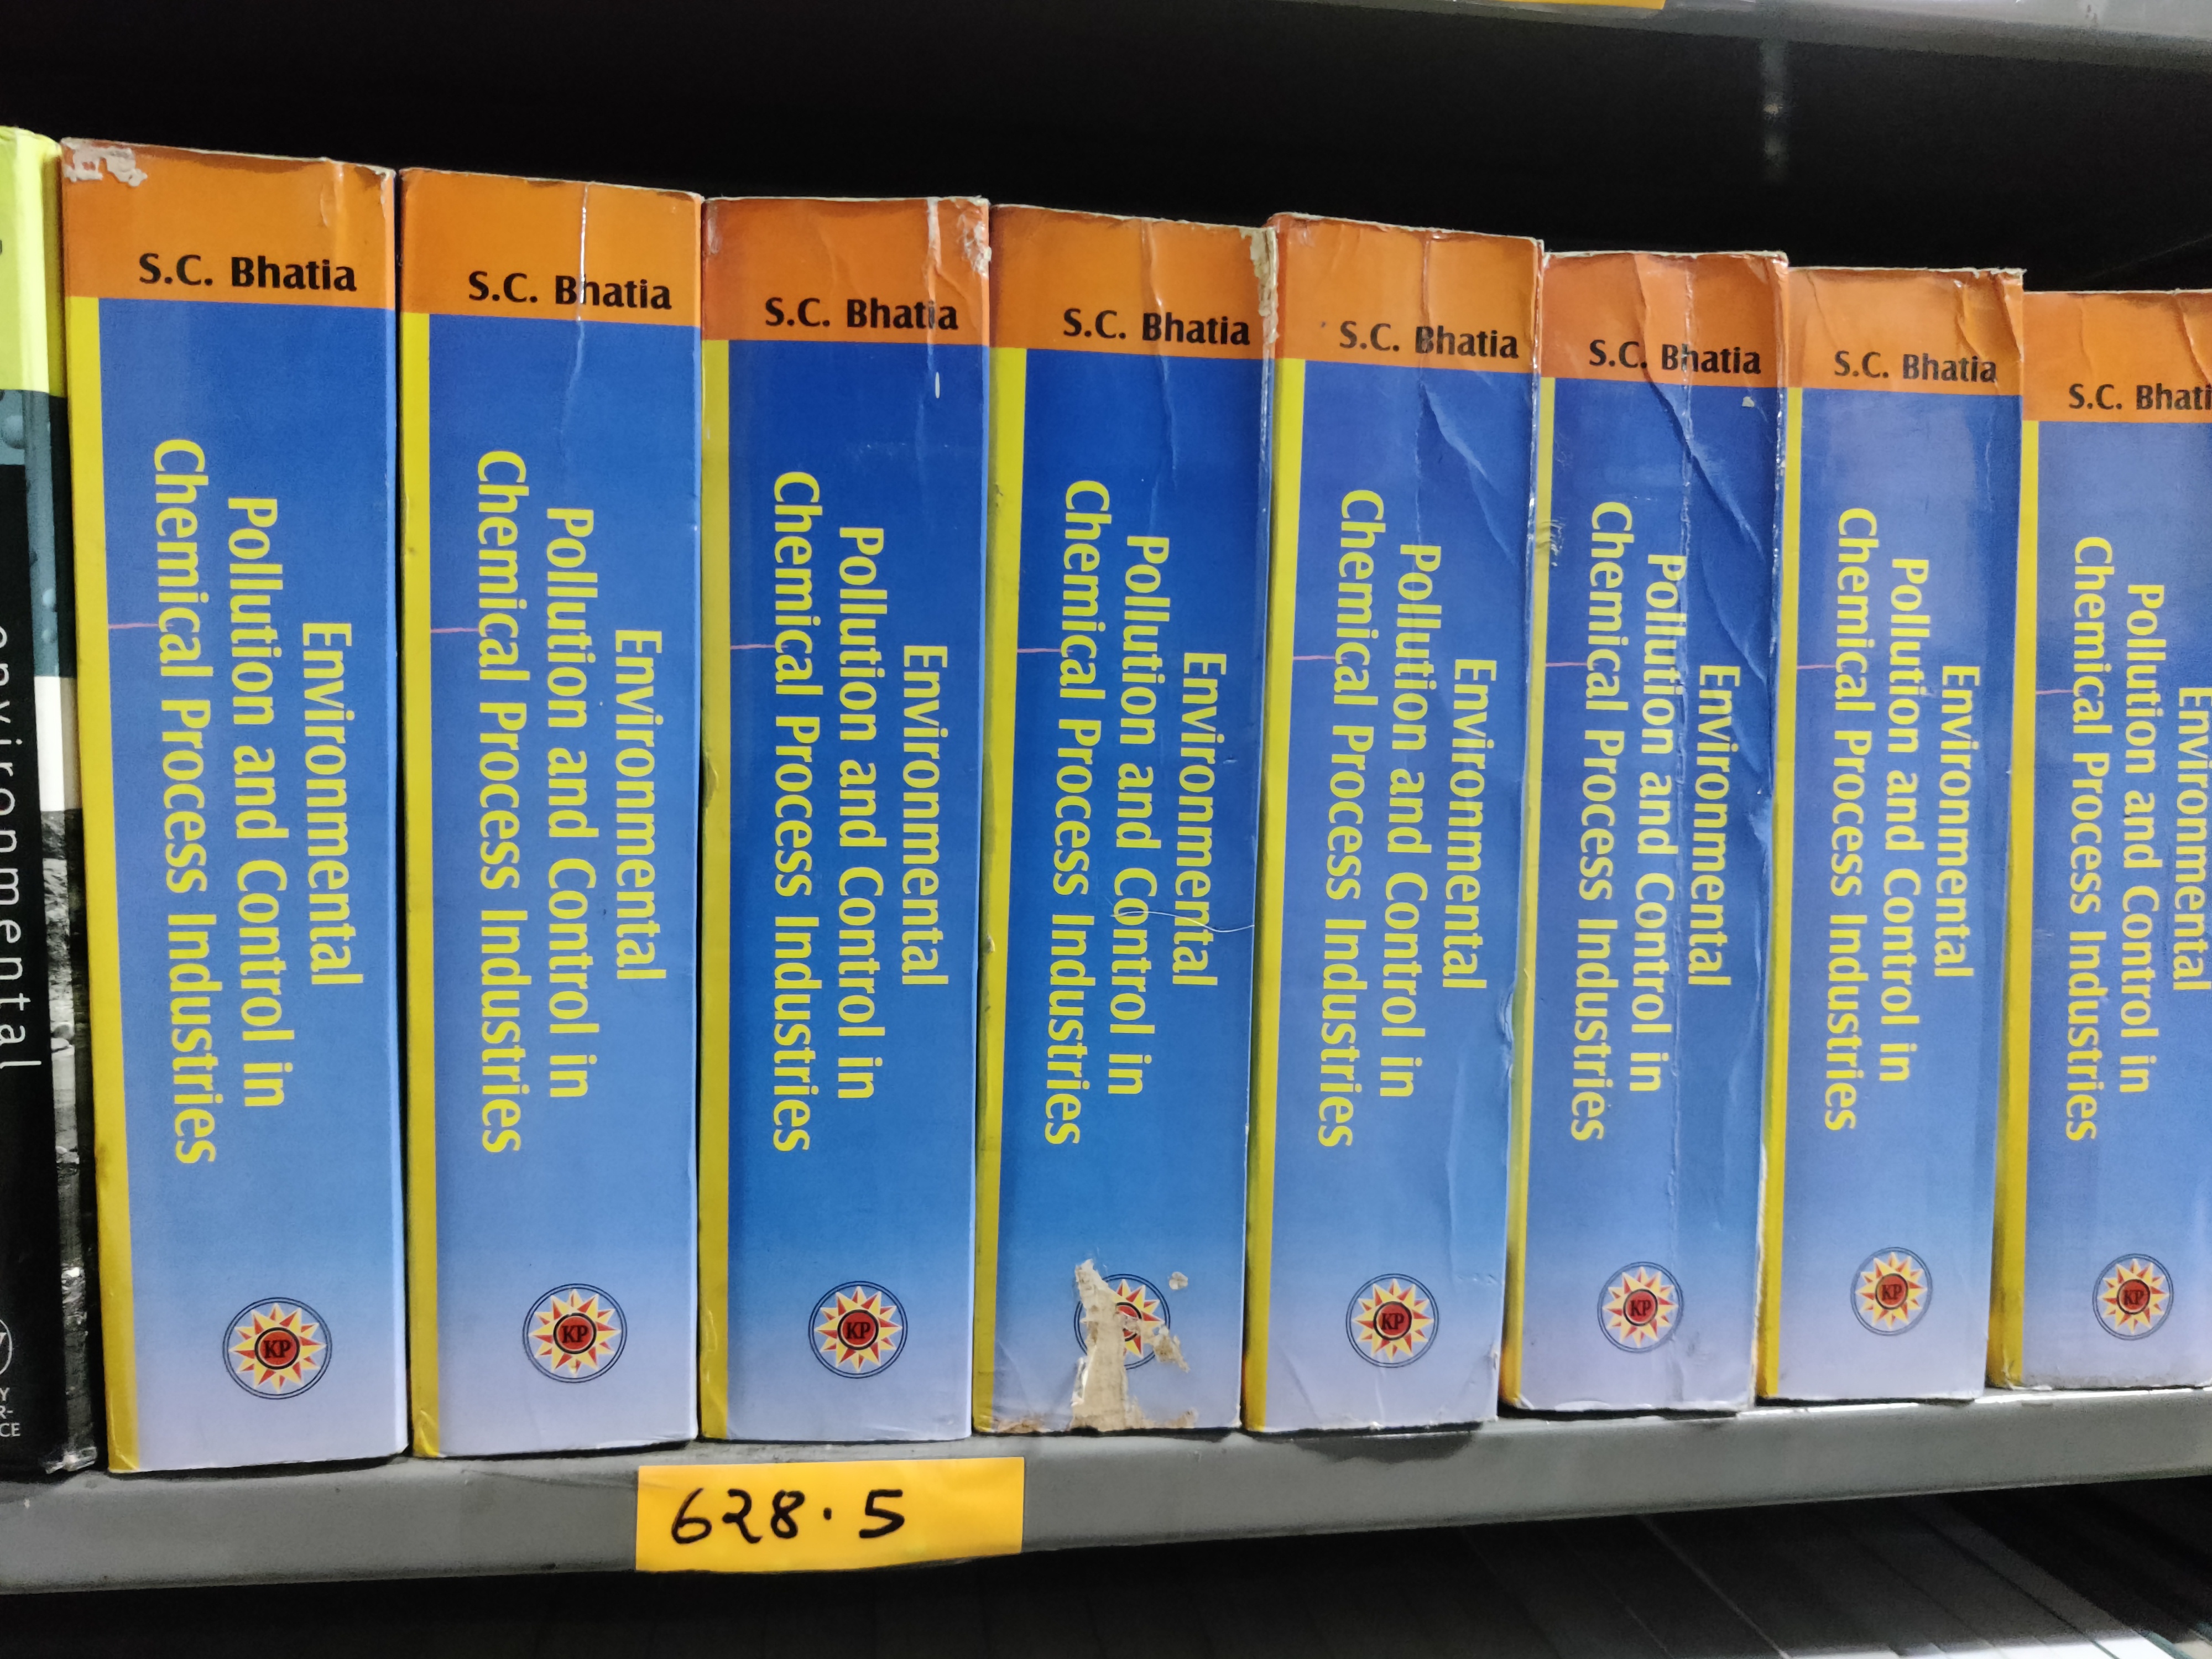 environmental
Y
R-
CE
S.C. Bhatia
Environmental
Pollution and Control in
Chemical Process Industries
KP
S.C. Bhatia
Environmental
Pollution and Control in
Chemical Process Industries
KP
S.C. Bhatia
Environmental
Pollution and Control in
Chemical Process Industries
KP
S.C. Bhatia
Environmental
Pollution and Control in
Chemical Process Industries
S.C. Bhatia
Environmental
Pollution and Control in
Chemical Process Industries
KP
S.C. Bhatia
Environmental
Pollution and Control in
Chemical Process Industries
KP
S.C. Bhatia
Environmental
Pollution and Control in
Chemical Process Industries
KP
S.C. Bhati
Environmental
Pollution and Control in
Chemical Process Industries
KP
628.5